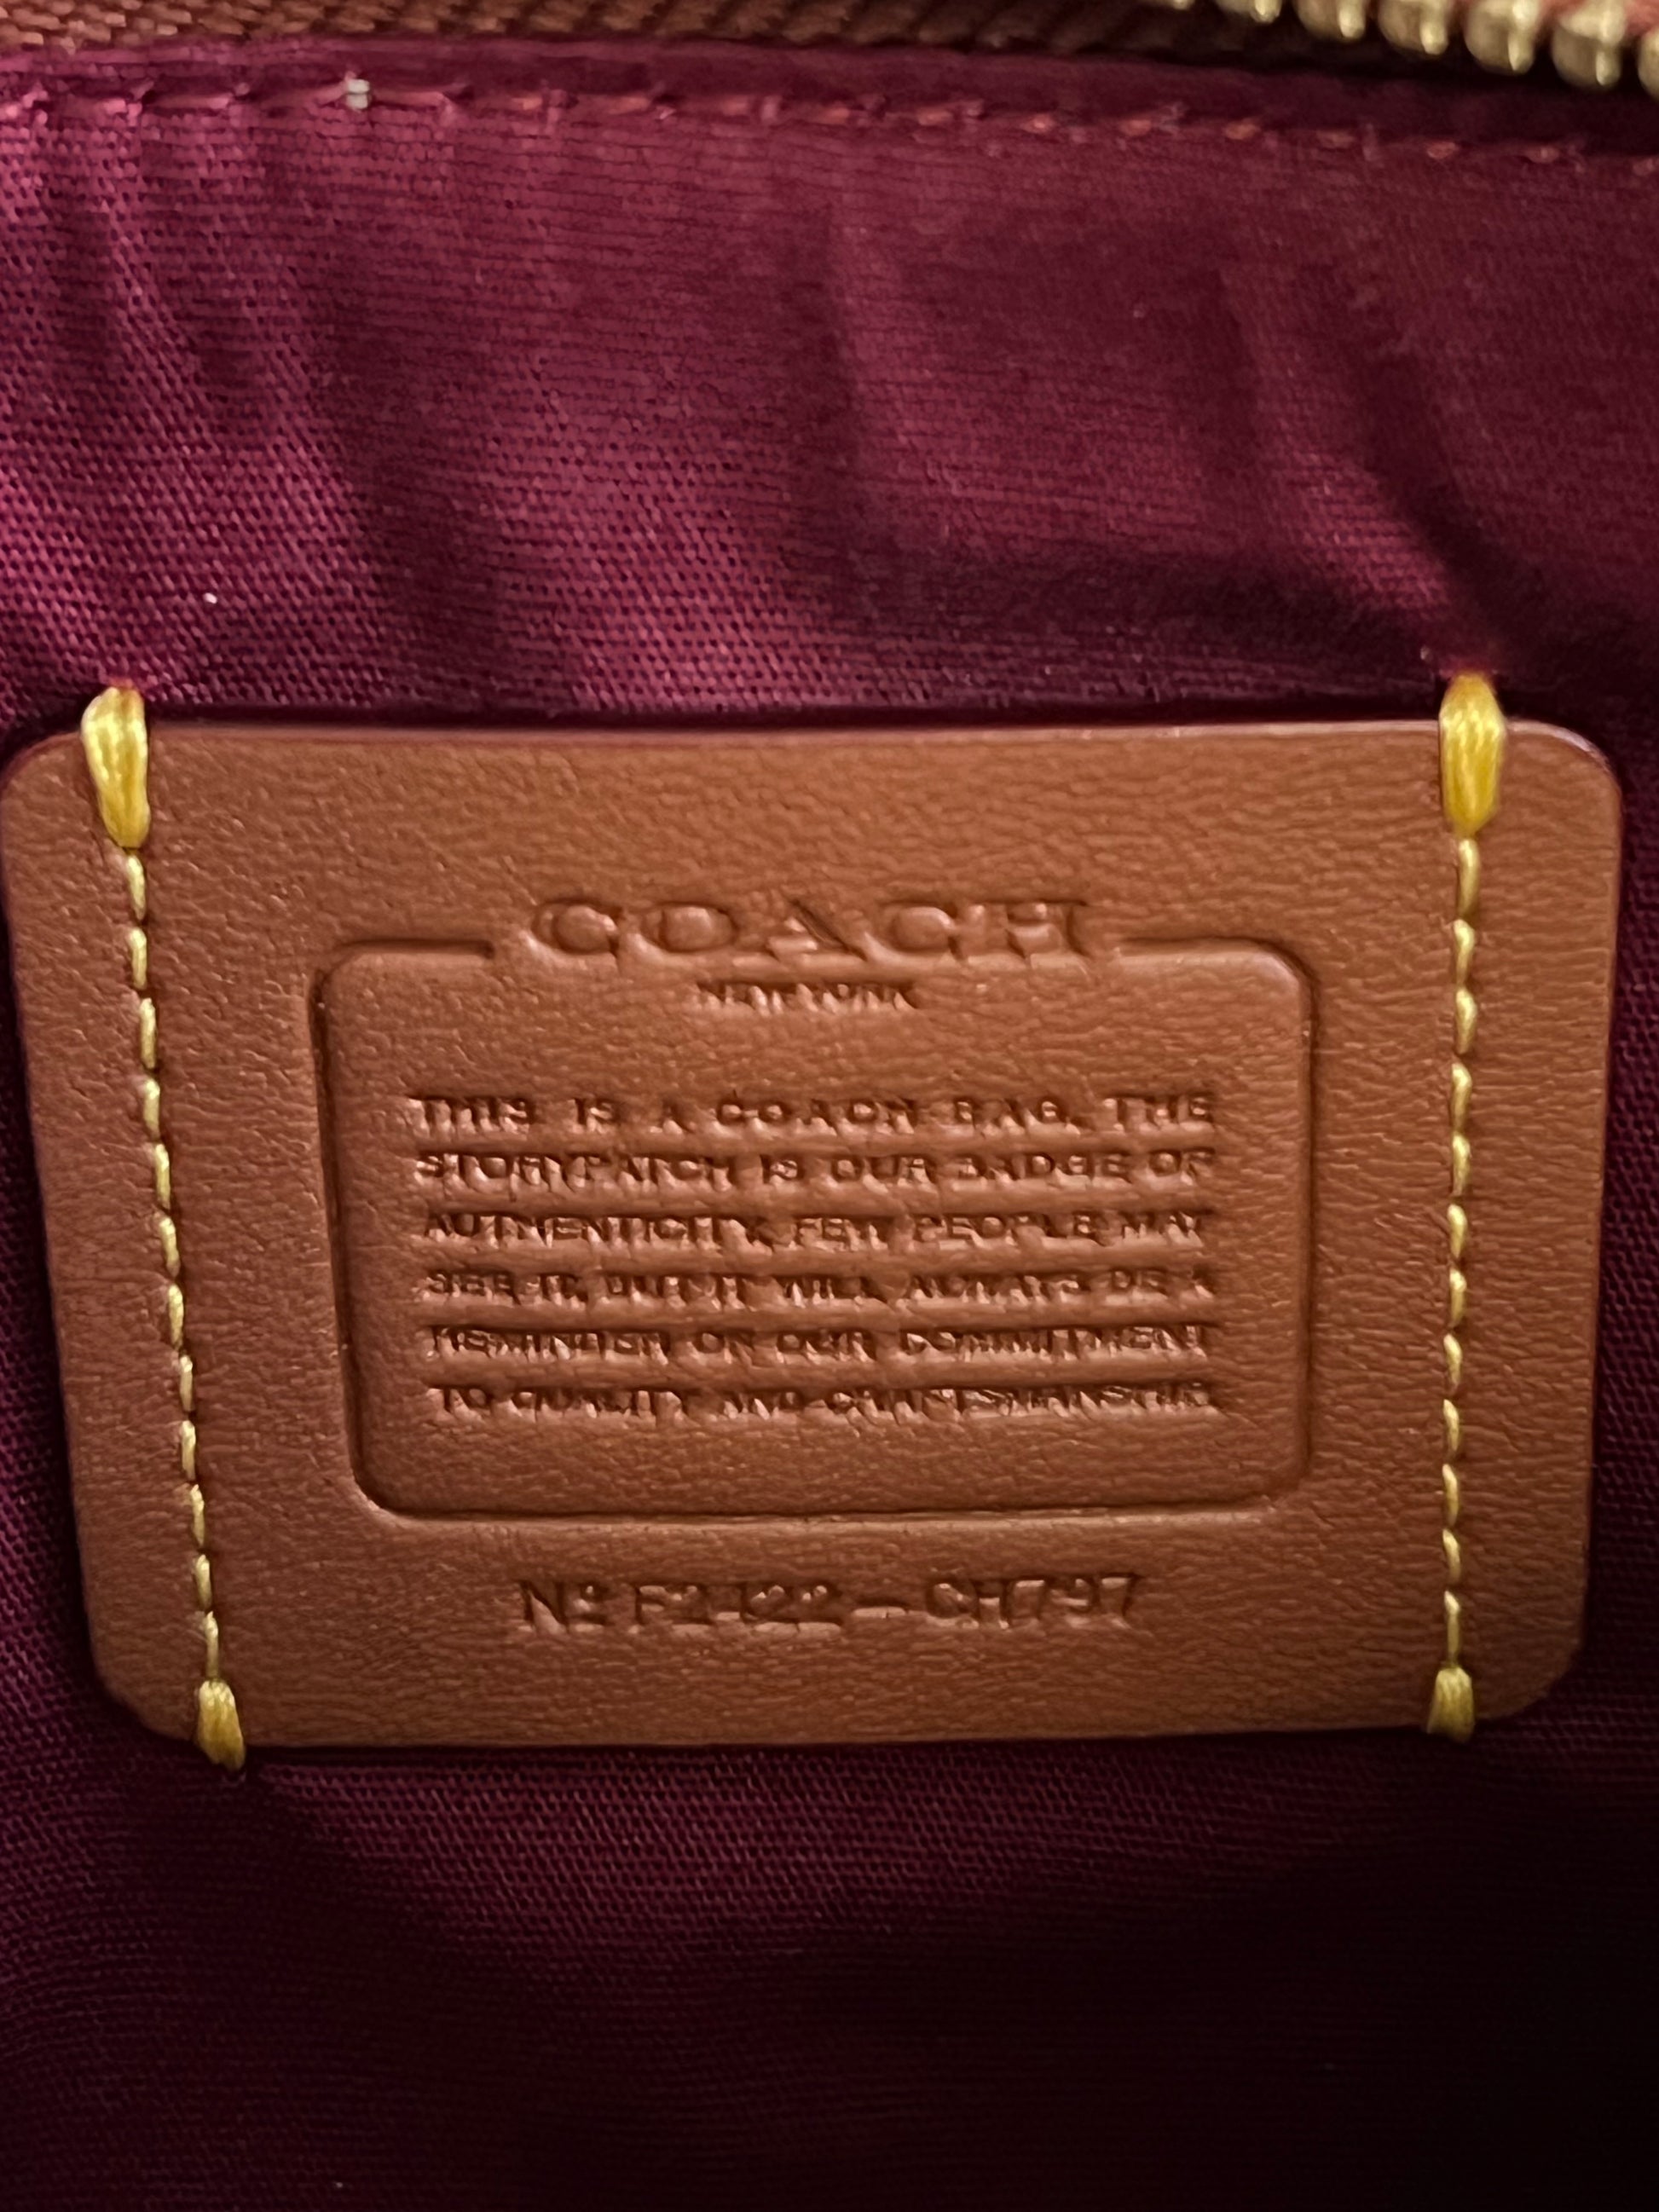 COACH
NEW YORK
THIS IS A COACH BAG. THE
STORYPATCH IS OUR BADGE OF
AUTHENTICITY. FEW PEOPLE MAY
SEE IT, BUT IT WILL ALWAYS BE A
REMINDER OF OUR COMMITMENT
TO QUALITY AND CRAFTSMANSHIP.
Nº F2422-CH797